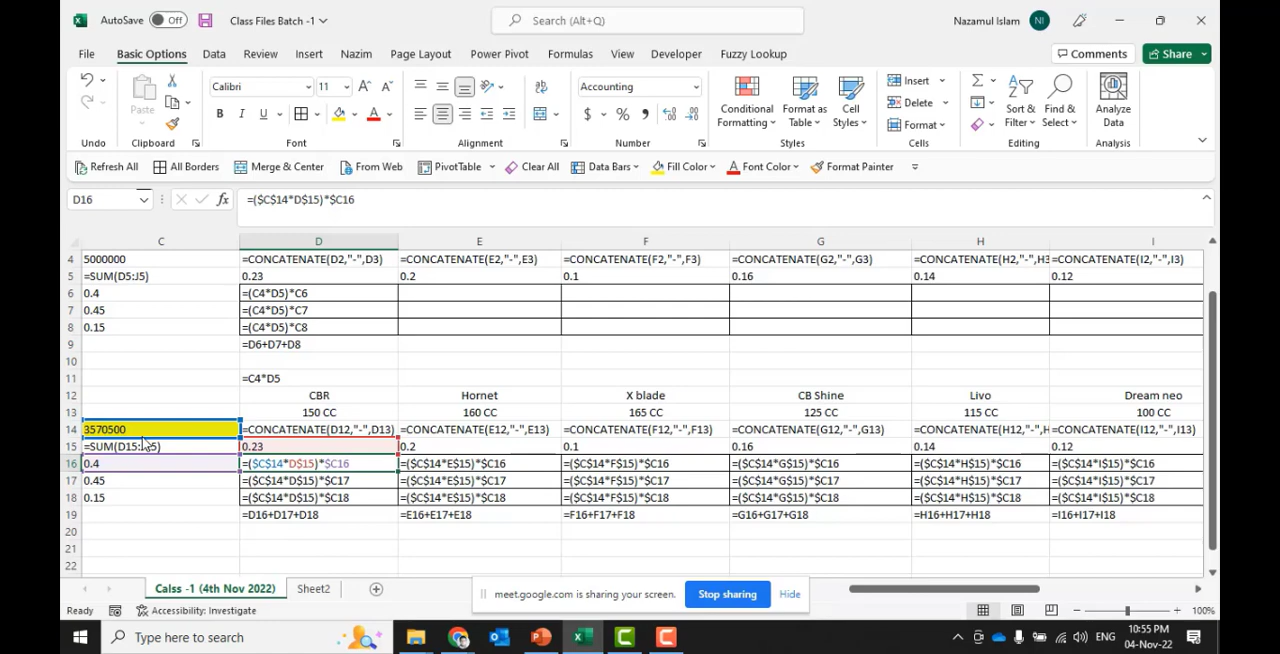 AutoSave Off Class Files Batch -1 Search (Alt+Q) Nazamul Islam NI
File Basic Options Data Review Insert Nazim Page Layout Power Pivot Formulas View Developer Fuzzy Lookup Comments Share
Calibri 11 Accounting Insert
Paste Conditional Formatting Format as Table Cell Styles Delete Sort & Filter Find & Select Analyze Data
Format
Undo Clipboard Font Alignment Number Styles Cells Editing Analysis
Refresh All All Borders Merge & Center From Web PivotTable Clear All Data Bars Fill Color Font Color Format Painter
D16 fx =($C$14*D$15)*$C16
C D E F G H I
4 5000000 =CONCATENATE(D2,"-",D3) =CONCATENATE(E2,"-",E3) =CONCATENATE(F2,"-",F3) =CONCATENATE(G2,"-",G3) =CONCATENATE(H2,"-",H3 =CONCATENATE(I2,"-",I3)
5 =SUM(D5:J5) 0.23 0.2 0.1 0.16 0.14 0.12
6 0.4 =(C4*D5)*C6
7 0.45 =(C4*D5)*C7
8 0.15 =(C4*D5)*C8
9 =D6+D7+D8
10
11 =C4*D5
12 CBR Hornet X blade CB Shine Livo Dream neo
13 150 CC 160 CC 165 CC 125 CC 115 CC 100 CC
14 3570500 =CONCATENATE(D12,"-",D13) =CONCATENATE(E12,"-",E13) =CONCATENATE(F12,"-",F13) =CONCATENATE(G12,"-",G13) =CONCATENATE(H12,"-",H =CONCATENATE(I12,"-",I13)
15 =SUM(D15:J15) 0.23 0.2 0.1 0.16 0.14 0.12
16 0.4 =($C$14*D$15)*$C16 =($C$14*E$15)*$C16 =($C$14*F$15)*$C16 =($C$14*G$15)*$C16 =($C$14*H$15)*$C16 =($C$14*I$15)*$C16
17 0.45 =($C$14*D$15)*$C17 =($C$14*E$15)*$C17 =($C$14*F$15)*$C17 =($C$14*G$15)*$C17 =($C$14*H$15)*$C17 =($C$14*I$15)*$C17
18 0.15 =($C$14*D$15)*$C18 =($C$14*E$15)*$C18 =($C$14*F$15)*$C18 =($C$14*G$15)*$C18 =($C$14*H$15)*$C18 =($C$14*I$15)*$C18
19 =D16+D17+D18 =E16+E17+E18 =F16+F17+F18 =G16+G17+G18 =H16+H17+H18 =I16+I17+I18
20
21
22
Calss -1 (4th Nov 2022) Sheet2 meet.google.com is sharing your screen. Stop sharing Hide
Ready Accessibility: Investigate 100%
Type here to search ENG 10:55 PM
04-Nov-22